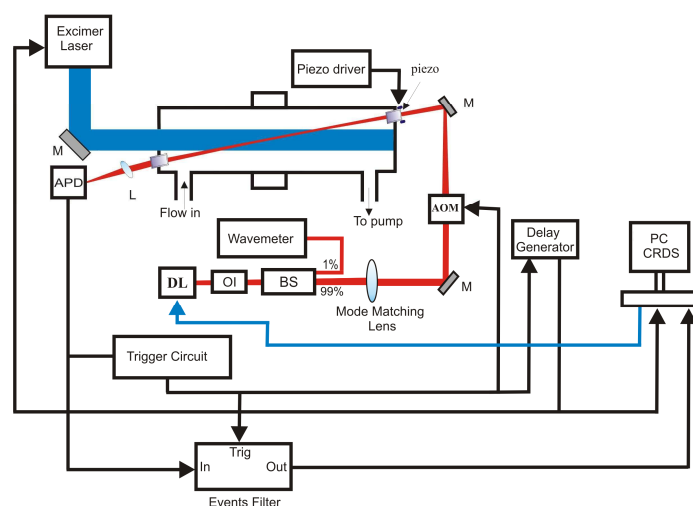 Excimer
Laser
Piezo driver
piezo
M
M
APD
L
Flow in
To pump
AOM
Wavemeter
1%
Delay
Generator
PC
CRDS
DL
OI
BS
99%
M
Mode Matching
Lens
Trigger Circuit
Trig
In
Out
Events Filter